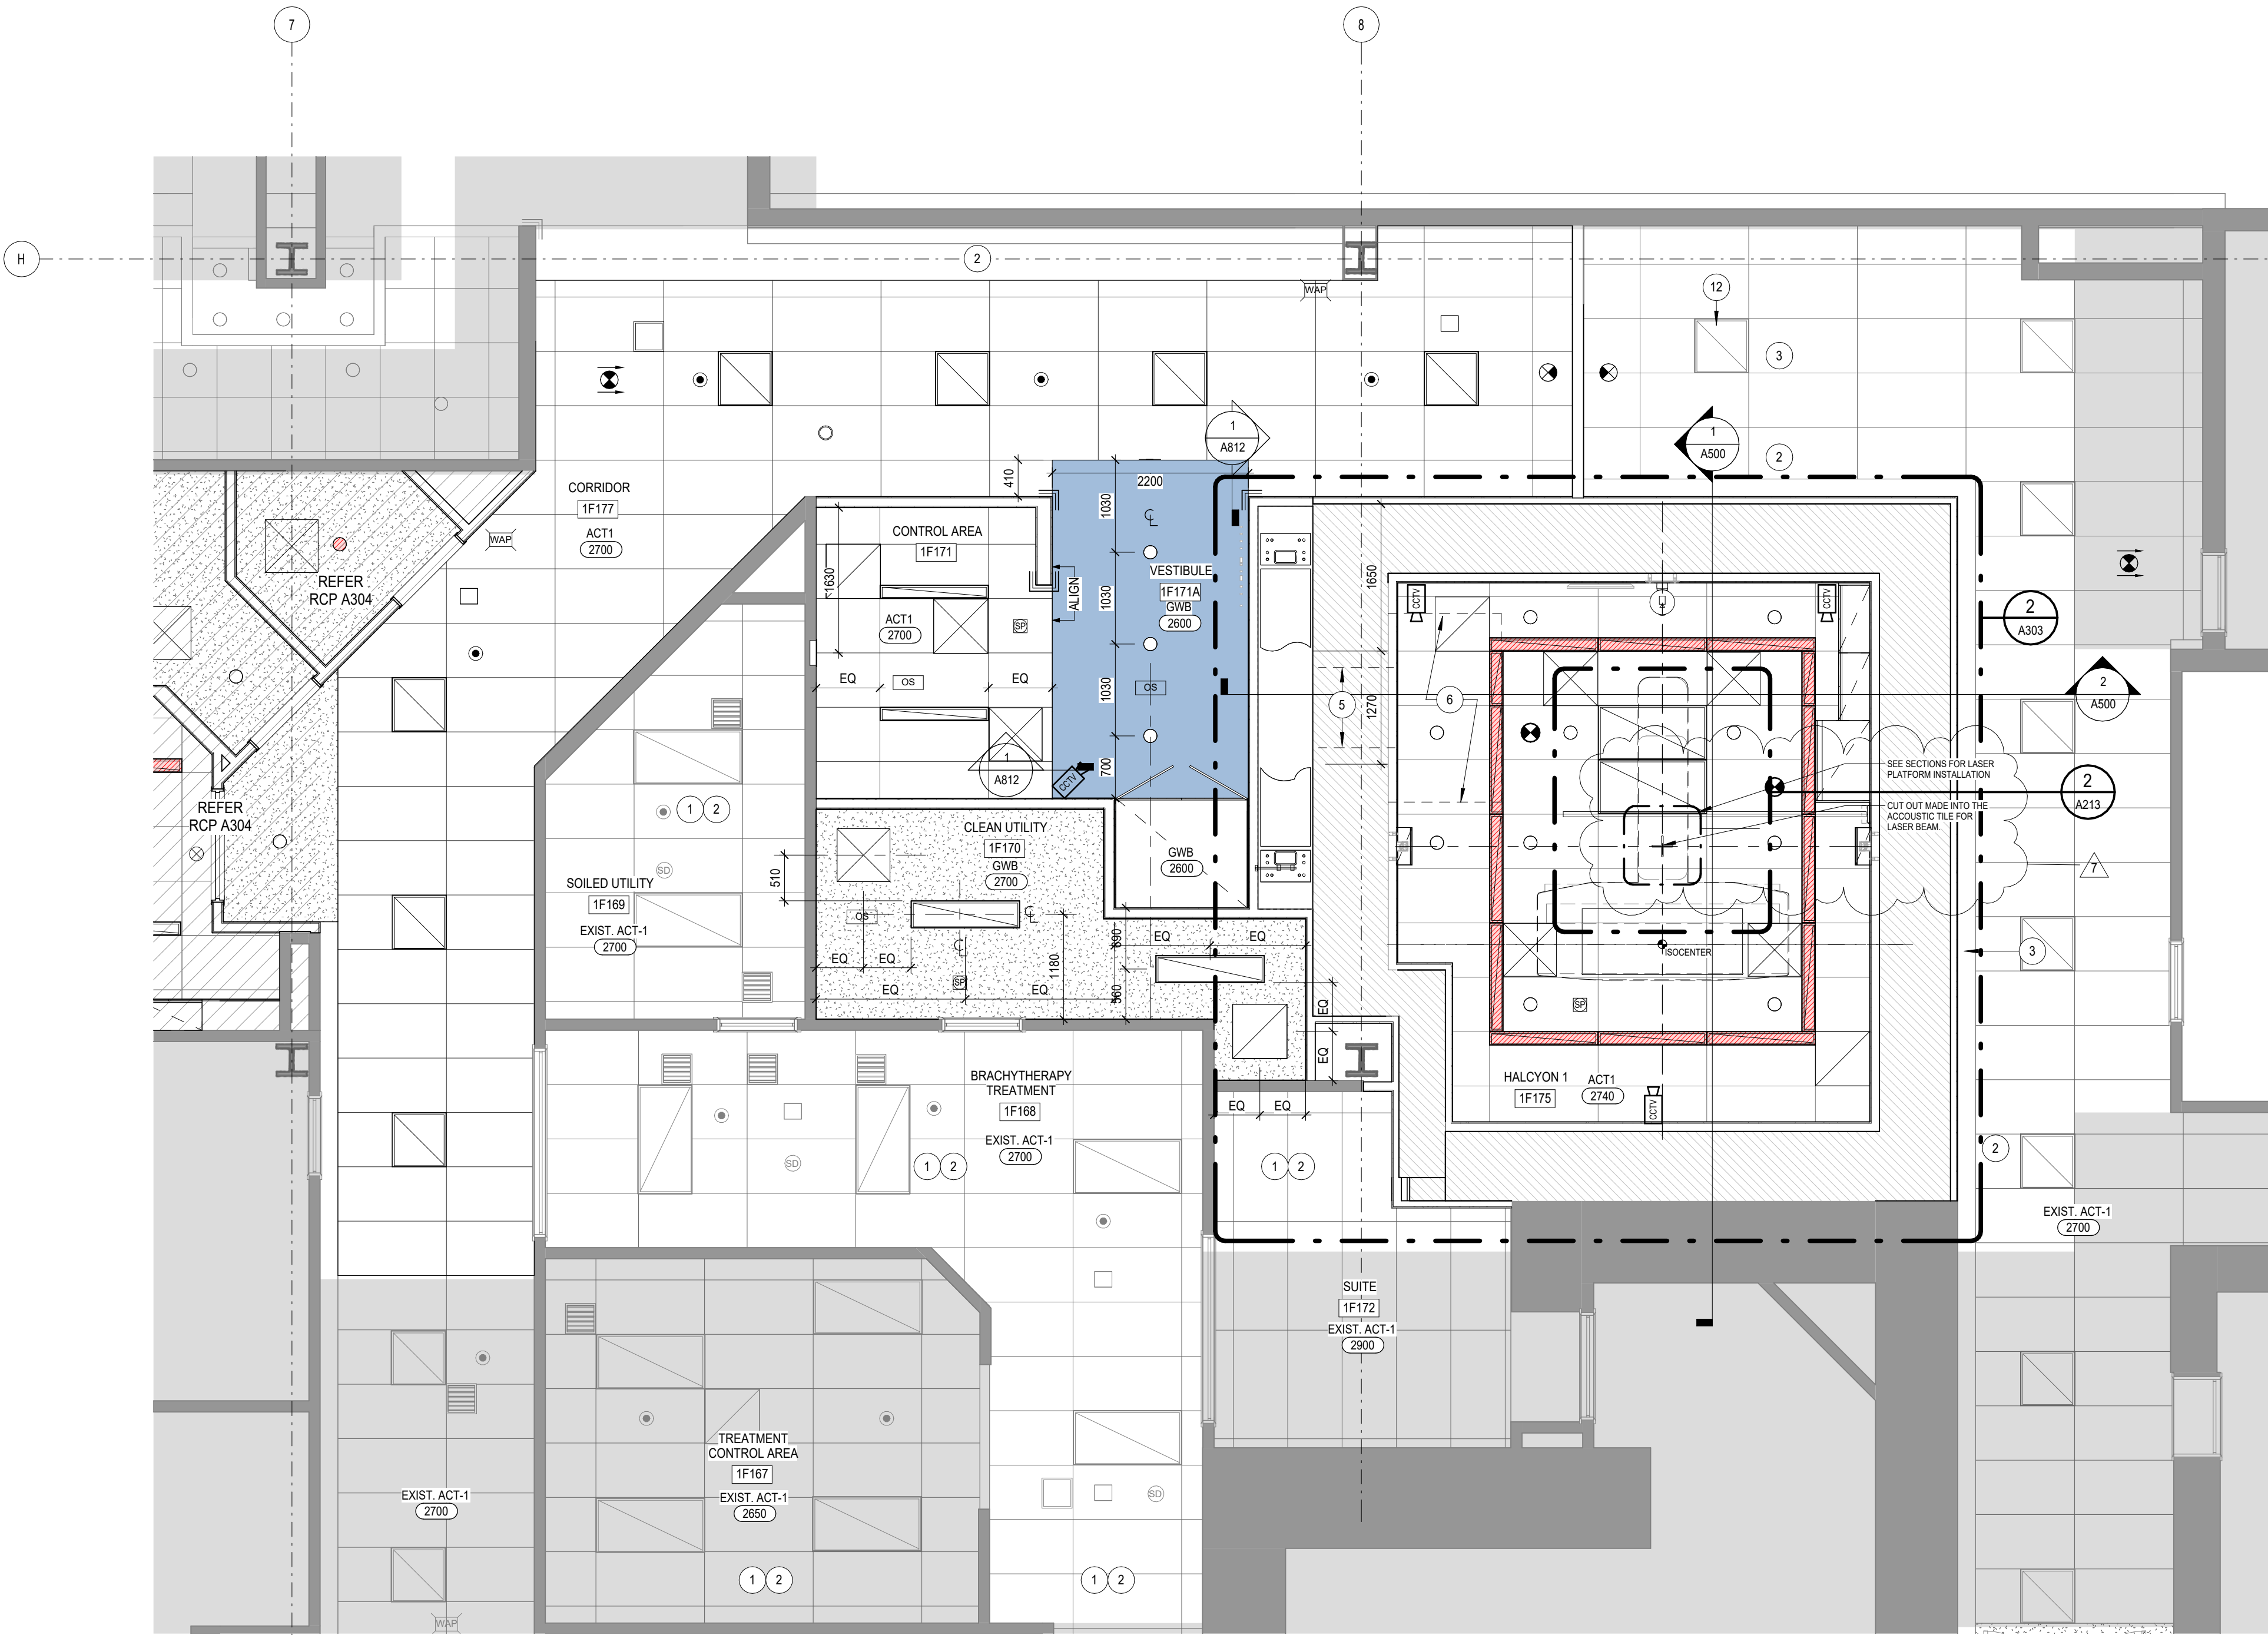 7
8
H
2
WAP
12
3
1
A812
1
A500
2
410
2200
1030
CORRIDOR
1F177
ACT1
2700
WAP
CONTROL AREA
1F171
1630
ALIGN
1030
VESTIBULE
1F171A
GWB
2600
1650
CCTV
CCTV
2
A303
REFER
RCP A304
ACT1
2700
SP
EQ
OS
EQ
1030
OS
5
1270
6
2
A500
1
A812
700
CCTV
SEE SECTIONS FOR LASER
PLATFORM INSTALLATION
2
A213
CUT OUT MADE INTO THE
ACCOUSTIC TILE FOR
LASER BEAM.
REFER
RCP A304
1
2
CLEAN UTILITY
1F170
GWB
2700
GWB
2600
7
SOILED UTILITY
1F169
EXIST. ACT-1
2700
SD
510
OS
EQ
EQ
1180
690
EQ
EQ
ISOCENTER
3
SP
EQ
EQ
560
EQ
SP
EQ
BRACHYTHERAPY
TREATMENT
1F168
EXIST. ACT-1
2700
HALCYON 1
1F175
ACT1
2740
CCTV
EQ
EQ
SD
1
2
1
2
2
EXIST. ACT-1
2700
SUITE
1F172
EXIST. ACT-1
2900
TREATMENT
CONTROL AREA
1F167
EXIST. ACT-1
2650
EXIST. ACT-1
2700
SD
1
2
1
2
WAP